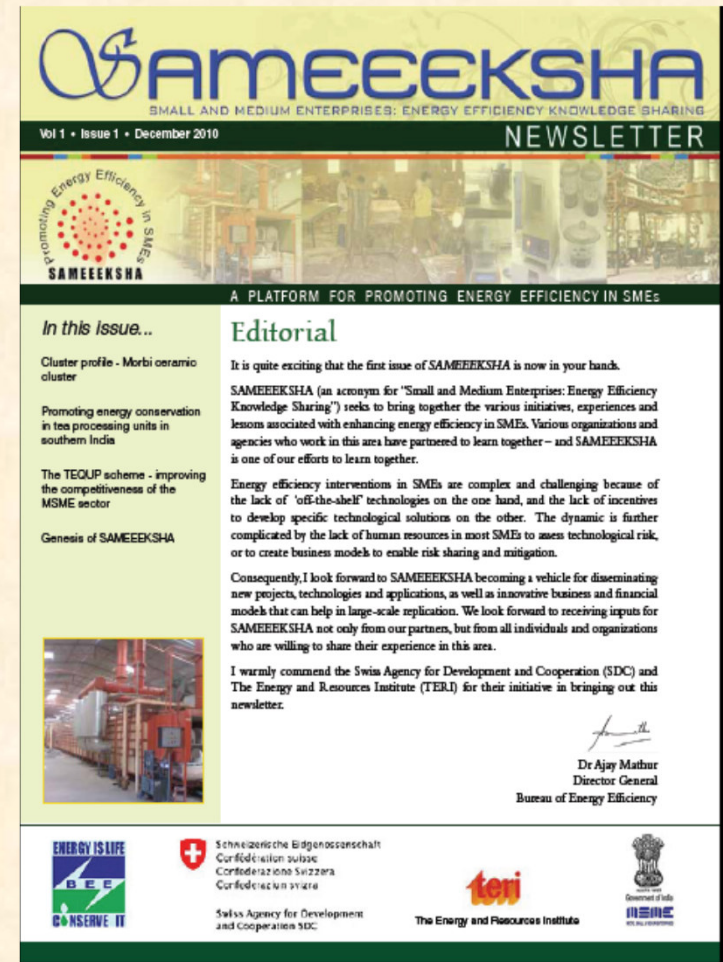 SAMEEEKSHA
SMALL AND MEDIUM ENTERPRISES: ENERGY EFFICIENCY KNOWLEDGE SHARING
Vol 1 • Issue 1 • December 2010
NEWSLETTER
Promoting Energy Efficiency in SMEs
SAMEEEKSHA
A PLATFORM FOR PROMOTING ENERGY EFFICIENCY IN SMEs
In this issue...
Cluster profile - Morbi ceramic
cluster
Promoting energy conservation
in tea processing units in
southern India
The TEQUP scheme - improving
the competitiveness of the
MSME sector
Genesis of SAMEEEKSHA
Editorial
It is quite exciting that the first issue of SAMEEEKSHA is now in your hands.
SAMEEEKSHA (an acronym for "Small and Medium Enterprises: Energy Efficiency
Knowledge Sharing") seeks to bring together the various initiatives, experiences and
lessons associated with enhancing energy efficiency in SMEs. Various organizations and
agencies who work in this area have partnered to learn together – and SAMEEEKSHA
is one of our efforts to learn together.
Energy efficiency interventions in SMEs are complex and challenging because of
the lack of 'off-the-shelf' technologies on the one hand, and the lack of incentives
to develop specific technological solutions on the other. The dynamic is further
complicated by the lack of human resources in most SMEs to assess technological risk,
or to create business models to enable risk sharing and mitigation.
Consequently, I look forward to SAMEEEKSHA becoming a vehicle for disseminating
new projects, technologies and applications, as well as innovative business and financial
models that can help in large-scale replication. We look forward to receiving inputs for
SAMEEEKSHA not only from our partners, but from all individuals and organizations
who are willing to share their experience in this area.
I warmly commend the Swiss Agency for Development and Cooperation (SDC) and
The Energy and Resources Institute (TERI) for their initiative in bringing out this
newsletter.
Dr Ajay Mathur
Director General
Bureau of Energy Efficiency
ENERGY IS LIFE
BEE
CONSERVE IT
Schweizerische Eidgenossenschaft
Confédération suisse
Confederazione Svizzera
Confederaziun svizra
Swiss Agency for Development
and Cooperation SDC
teri
The Energy and Resources Institute
Government of India
MSME